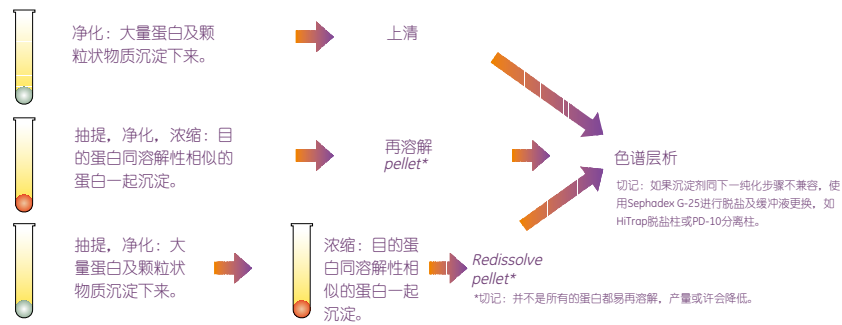 净化：大量蛋白及颗
粒状物质沉淀下来。
上清
抽提，净化，浓缩：目
的蛋白同溶解性相似的
蛋白一起沉淀。
再溶解
pellet*
色谱层析
切记：如果沉淀剂同下一纯化步骤不兼容，使
用Sephadex G-25进行脱盐及缓冲液更换，如
HiTrap脱盐柱或PD-10分离柱。
抽提，净化：大
量蛋白及颗粒状
物质沉淀下来。
浓缩：目的蛋
白同溶解性相
似的蛋白一起
沉淀。
Redissolve
pellet*
*切记：并不是所有的蛋白都易再溶解，产量或许会降低。